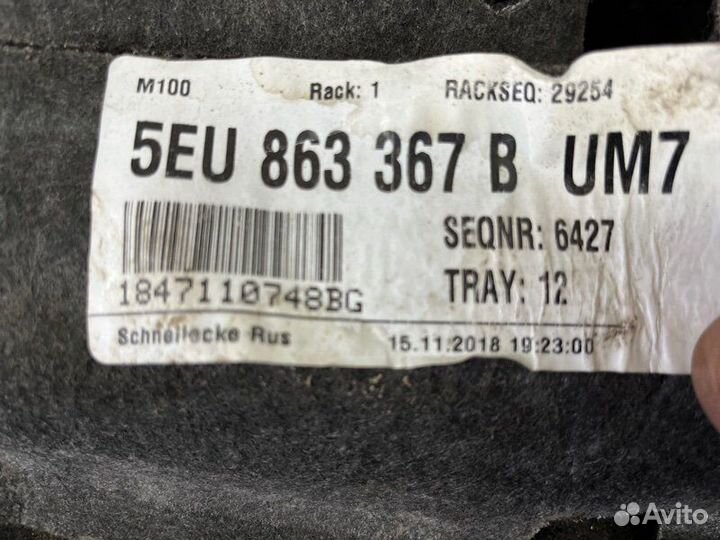 M100 Rack: 1 RACKSEQ: 29254
5EU 863 367 B UM7
SEQNR: 6427
1847110748BG
TRAY: 12
Schnellecke Rus 15.11.2018 19:23:00
Avito